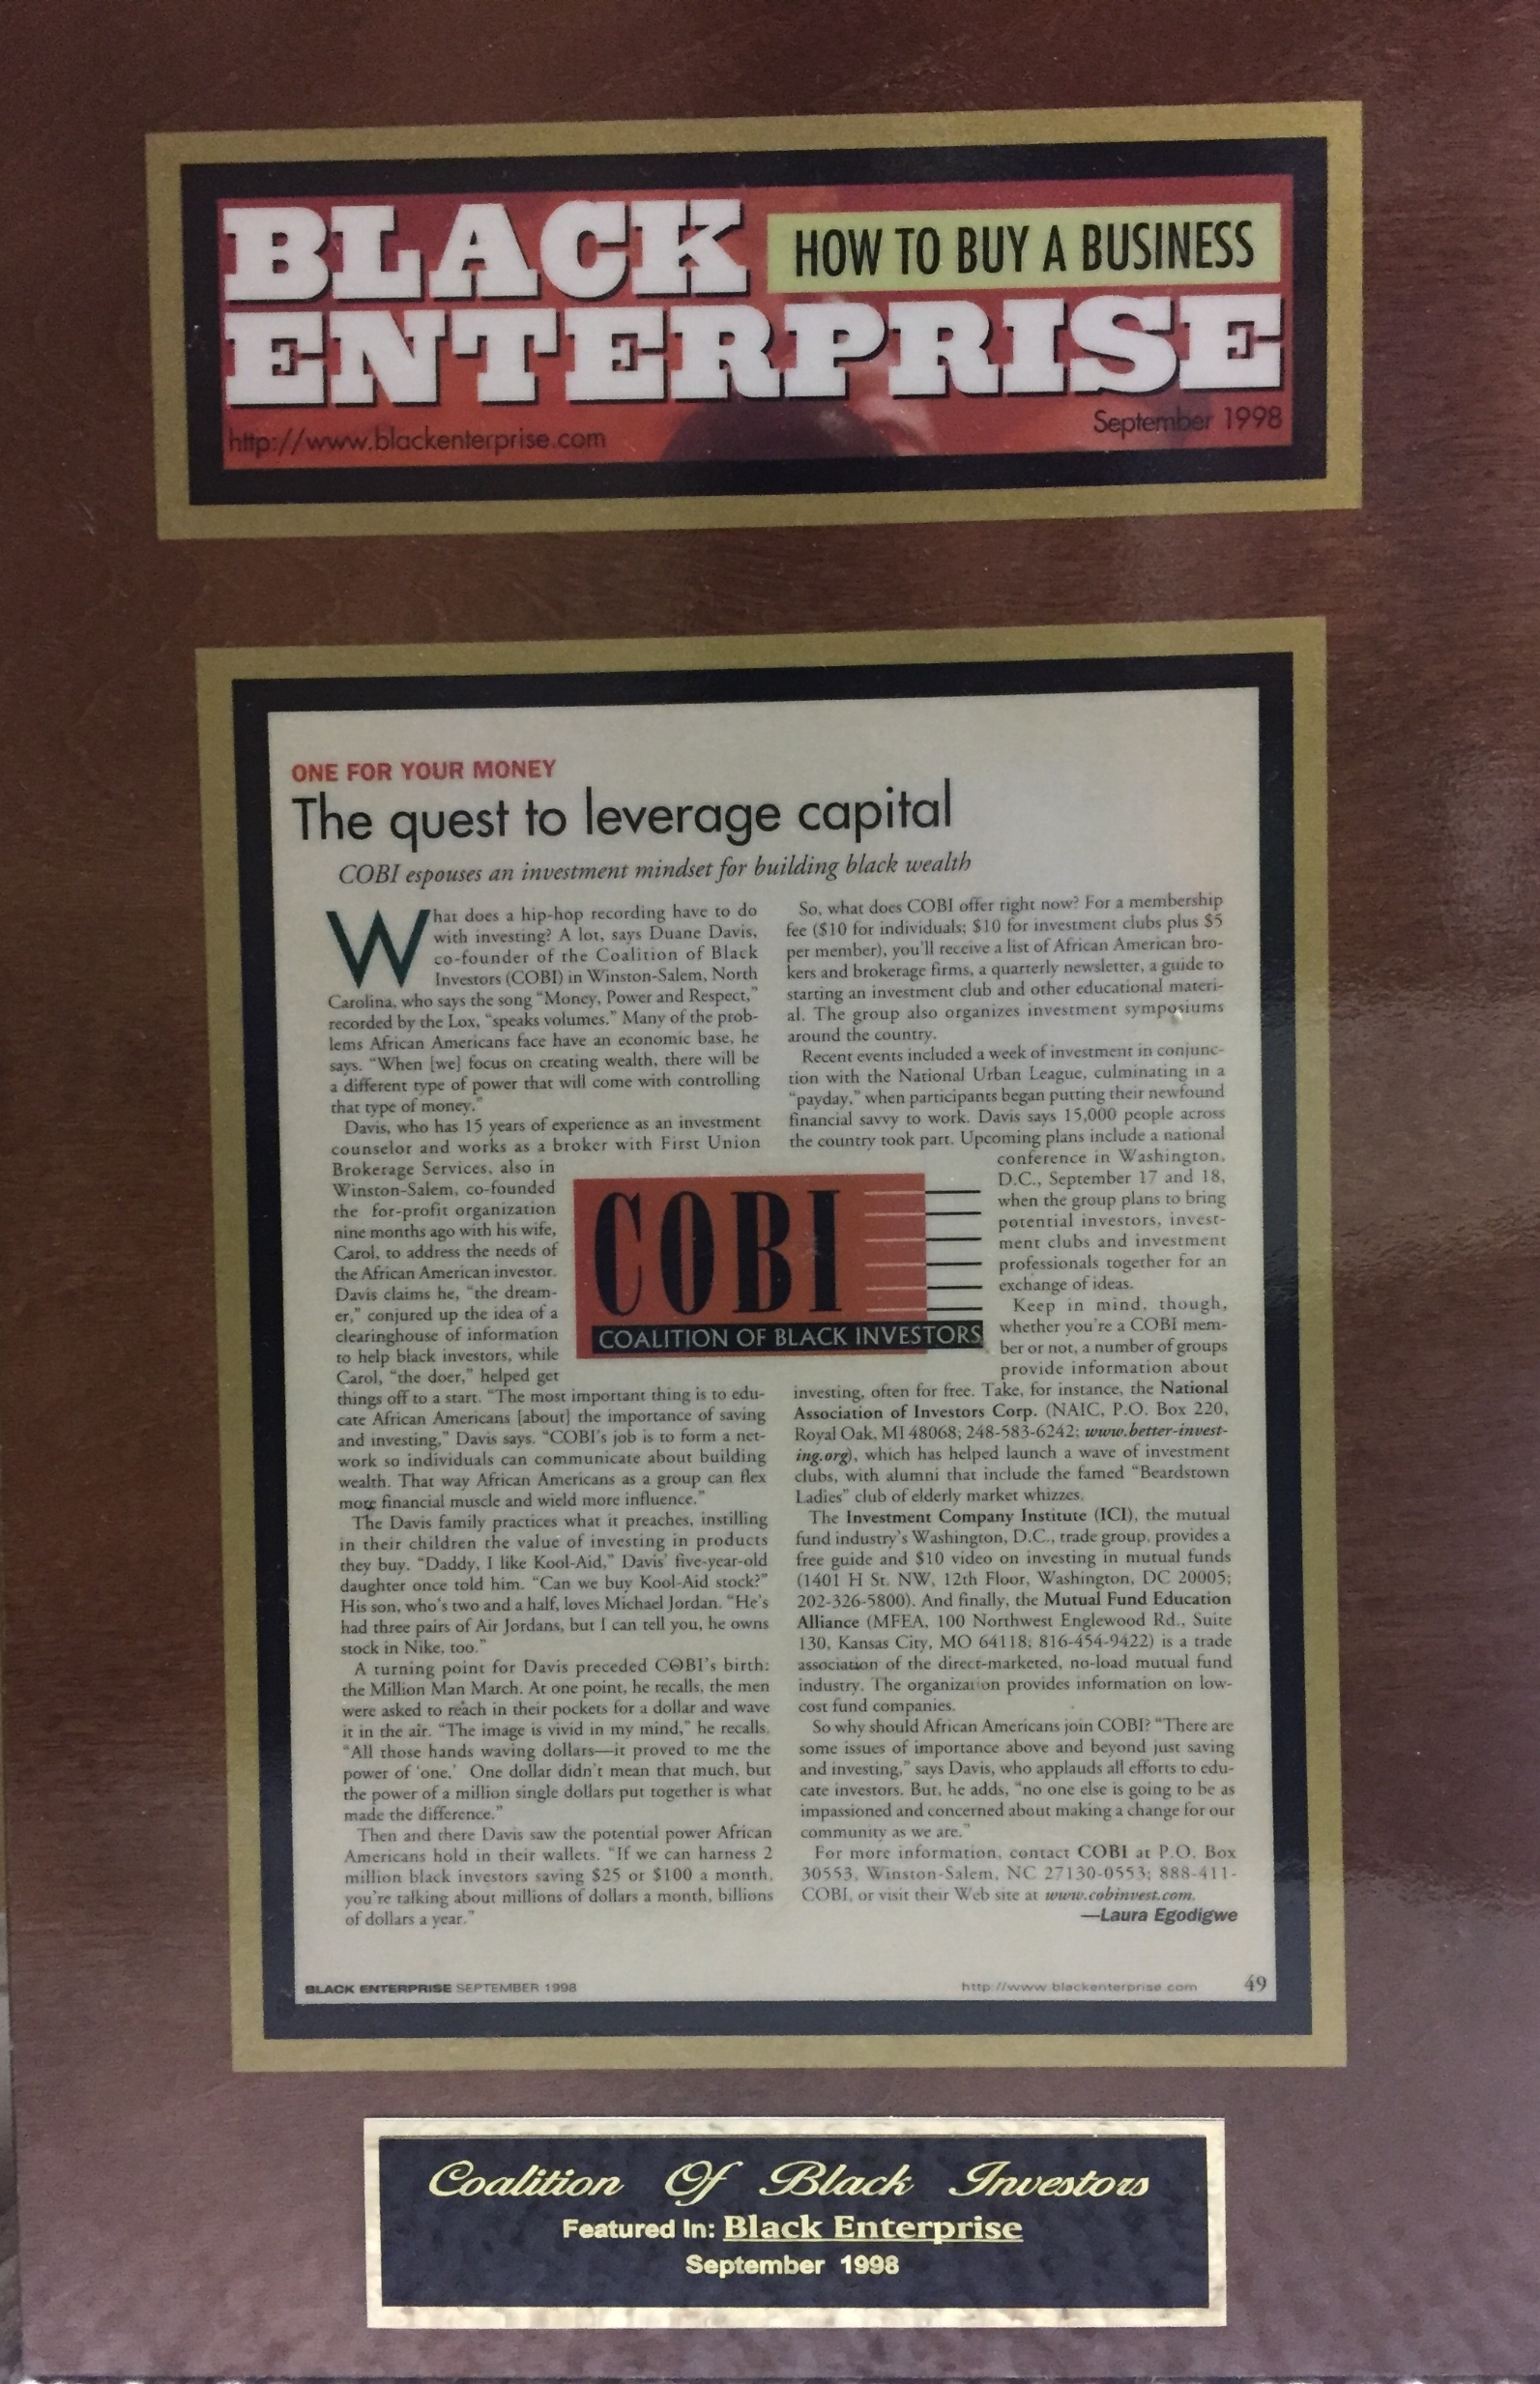 BLACK
HOW TO BUY A BUSINESS
ENTERPRISE
http://www.blackenterprise.com
September 1998
ONE FOR YOUR MONEY
The quest to leverage capital
COBI espouses an investment mindset for building black wealth
What does a hip-hop recording have to do
with investing? A lot, says Duane Davis,
co-founder of the Coalition of Black
Investors (COBI) in Winston-Salem, North
Carolina, who says the song “Money, Power and Respect,”
recorded by the Lox, “speaks volumes.” Many of the prob-
lems African Americans face have an economic base, he
says. “When [we] focus on creating wealth, there will be
a different type of power that will come with controlling
that type of money.”
Davis, who has 15 years of experience as an investment
counselor and works as a broker with First Union
Brokerage Services, also in
Winston-Salem, co-founded
the for-profit organization
nine months ago with his wife,
Carol, to address the needs of
the African American investor.
Davis claims he, “the dream-
er,” conjured up the idea of a
clearinghouse of information
to help black investors, while
Carol, “the doer,” helped get
things off to a start. “The most important thing is to edu-
cate African Americans [about] the importance of saving
and investing,” Davis says. “COBI's job is to form a net-
work so individuals can communicate about building
wealth. That way African Americans as a group can flex
more financial muscle and wield more influence.”
The Davis family practices what it preaches, instilling
in their children the value of investing in products
they buy. “Daddy, I like Kool-Aid,” Davis' five-year-old
daughter once told him. “Can we buy Kool-Aid stock?”
His son, who's two and a half, loves Michael Jordan. “He's
had three pairs of Air Jordans, but I can tell you, he owns
stock in Nike, too.”
A turning point for Davis preceded COBI's birth:
the Million Man March. At one point, he recalls, the men
were asked to reach in their pockets for a dollar and wave
it in the air. “The image is vivid in my mind,” he recalls.
“All those hands waving dollars—it proved to me the
power of ‘one.’ One dollar didn't mean that much, but
the power of a million single dollars put together is what
made the difference.”
Then and there Davis saw the potential power African
Americans hold in their wallets. “If we can harness 2
million black investors saving $25 or $100 a month,
you're talking about millions of dollars a month, billions
of dollars a year.”
COBI
COALITION OF BLACK INVESTORS
So, what does COBI offer right now? For a membership
fee ($10 for individuals; $10 for investment clubs plus $5
per member), you'll receive a list of African American bro-
kers and brokerage firms, a quarterly newsletter, a guide to
starting an investment club and other educational materi-
al. The group also organizes investment symposiums
around the country.
Recent events included a week of investment in conjunc-
tion with the National Urban League, culminating in a
“payday,” when participants began putting their newfound
financial savvy to work. Davis says 15,000 people across
the country took part. Upcoming plans include a national
conference in Washington,
D.C., September 17 and 18,
when the group plans to bring
potential investors, invest-
ment clubs and investment
professionals together for an
exchange of ideas.
Keep in mind, though,
whether you're a COBI mem-
ber or not, a number of groups
provide information about
investing, often for free. Take, for instance, the National
Association of Investors Corp. (NAIC, P.O. Box 220,
Royal Oak, MI 48068; 248-583-6242; www.better-invest-
ing.org), which has helped launch a wave of investment
clubs, with alumni that include the famed “Beardstown
Ladies” club of elderly market whizzes.
The Investment Company Institute (ICI), the mutual
fund industry's Washington, D.C., trade group, provides a
free guide and $10 video on investing in mutual funds
(1401 H St. NW, 12th Floor, Washington, DC 20005;
202-326-5800). And finally, the Mutual Fund Education
Alliance (MFEA, 100 Northwest Englewood Rd., Suite
130, Kansas City, MO 64118; 816-454-9422) is a trade
association of the direct-marketed, no-load mutual fund
industry. The organization provides information on low-
cost fund companies.
So why should African Americans join COBI? “There are
some issues of importance above and beyond just saving
and investing,” says Davis, who applauds all efforts to edu-
cate investors. But, he adds, “no one else is going to be as
impassioned and concerned about making a change for our
community as we are.”
For more information, contact COBI at P.O. Box
30553, Winston-Salem, NC 27130-0553; 888-411-
COBI, or visit their Web site at www.cobinvest.com.
—Laura Egodigwe
BLACK ENTERPRISE SEPTEMBER 1998
http://www.blackenterprise.com 49
Coalition Of Black Investors
Featured In: Black Enterprise
September 1998